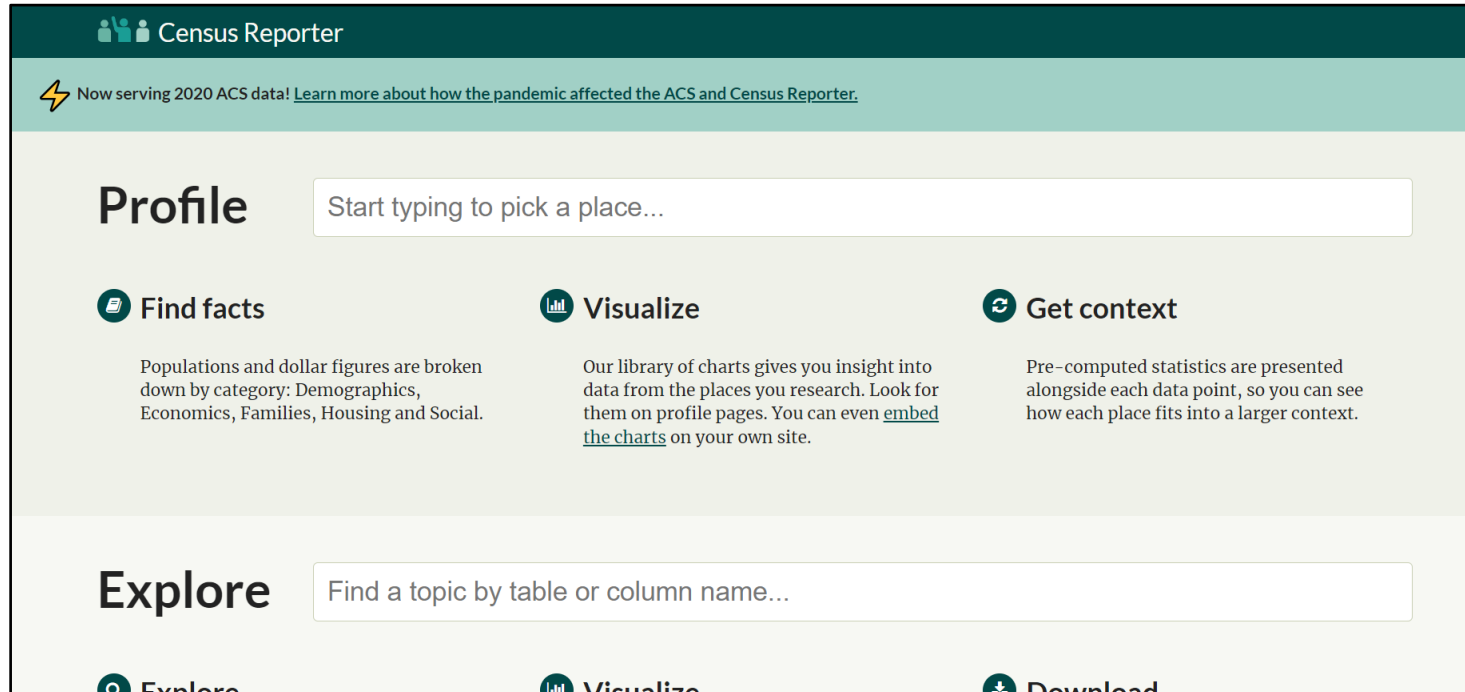 Census Reporter
Now serving 2020 ACS data! Learn more about how the pandemic affected the ACS and Census Reporter.
Profile
Start typing to pick a place...
Find facts
Populations and dollar figures are broken
down by category: Demographics,
Economics, Families, Housing and Social.
Visualize
Our library of charts gives you insight into
data from the places you research. Look for
them on profile pages. You can even embed
the charts on your own site.
Get context
Pre-computed statistics are presented
alongside each data point, so you can see
how each place fits into a larger context.
Explore
Find a topic by table or column name...
Explore
Visualize
Download